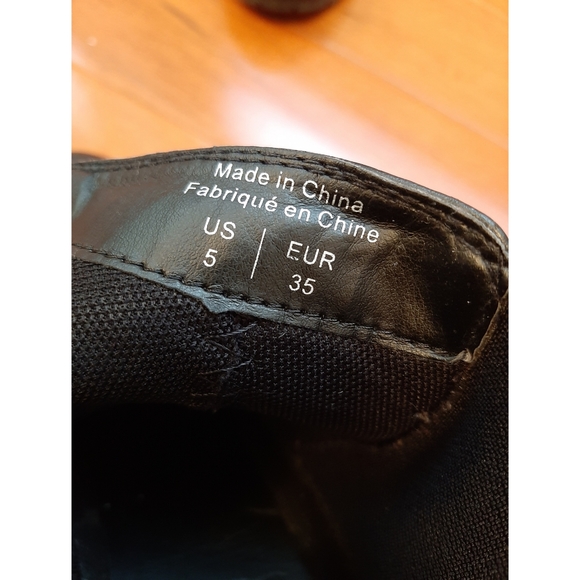 Made in China
Fabriqué en Chine
US | EUR
5 | 35